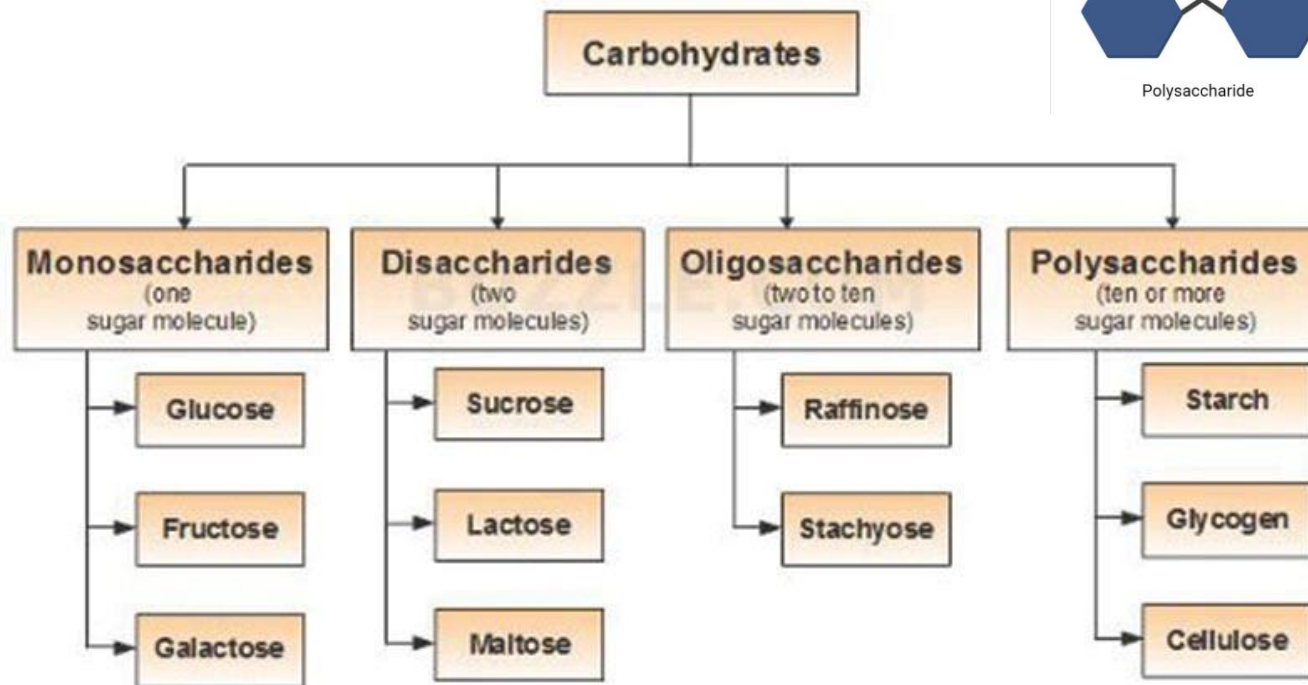 Carbohydrates
Polysaccharide
Monosaccharides
(one
sugar molecule)
Disaccharides
(two
sugar molecules)
Oligosaccharides
(two to ten
sugar molecules)
Polysaccharides
(ten or more
sugar molecules)
Glucose
Fructose
Galactose
Sucrose
Lactose
Maltose
Raffinose
Stachyose
Starch
Glycogen
Cellulose